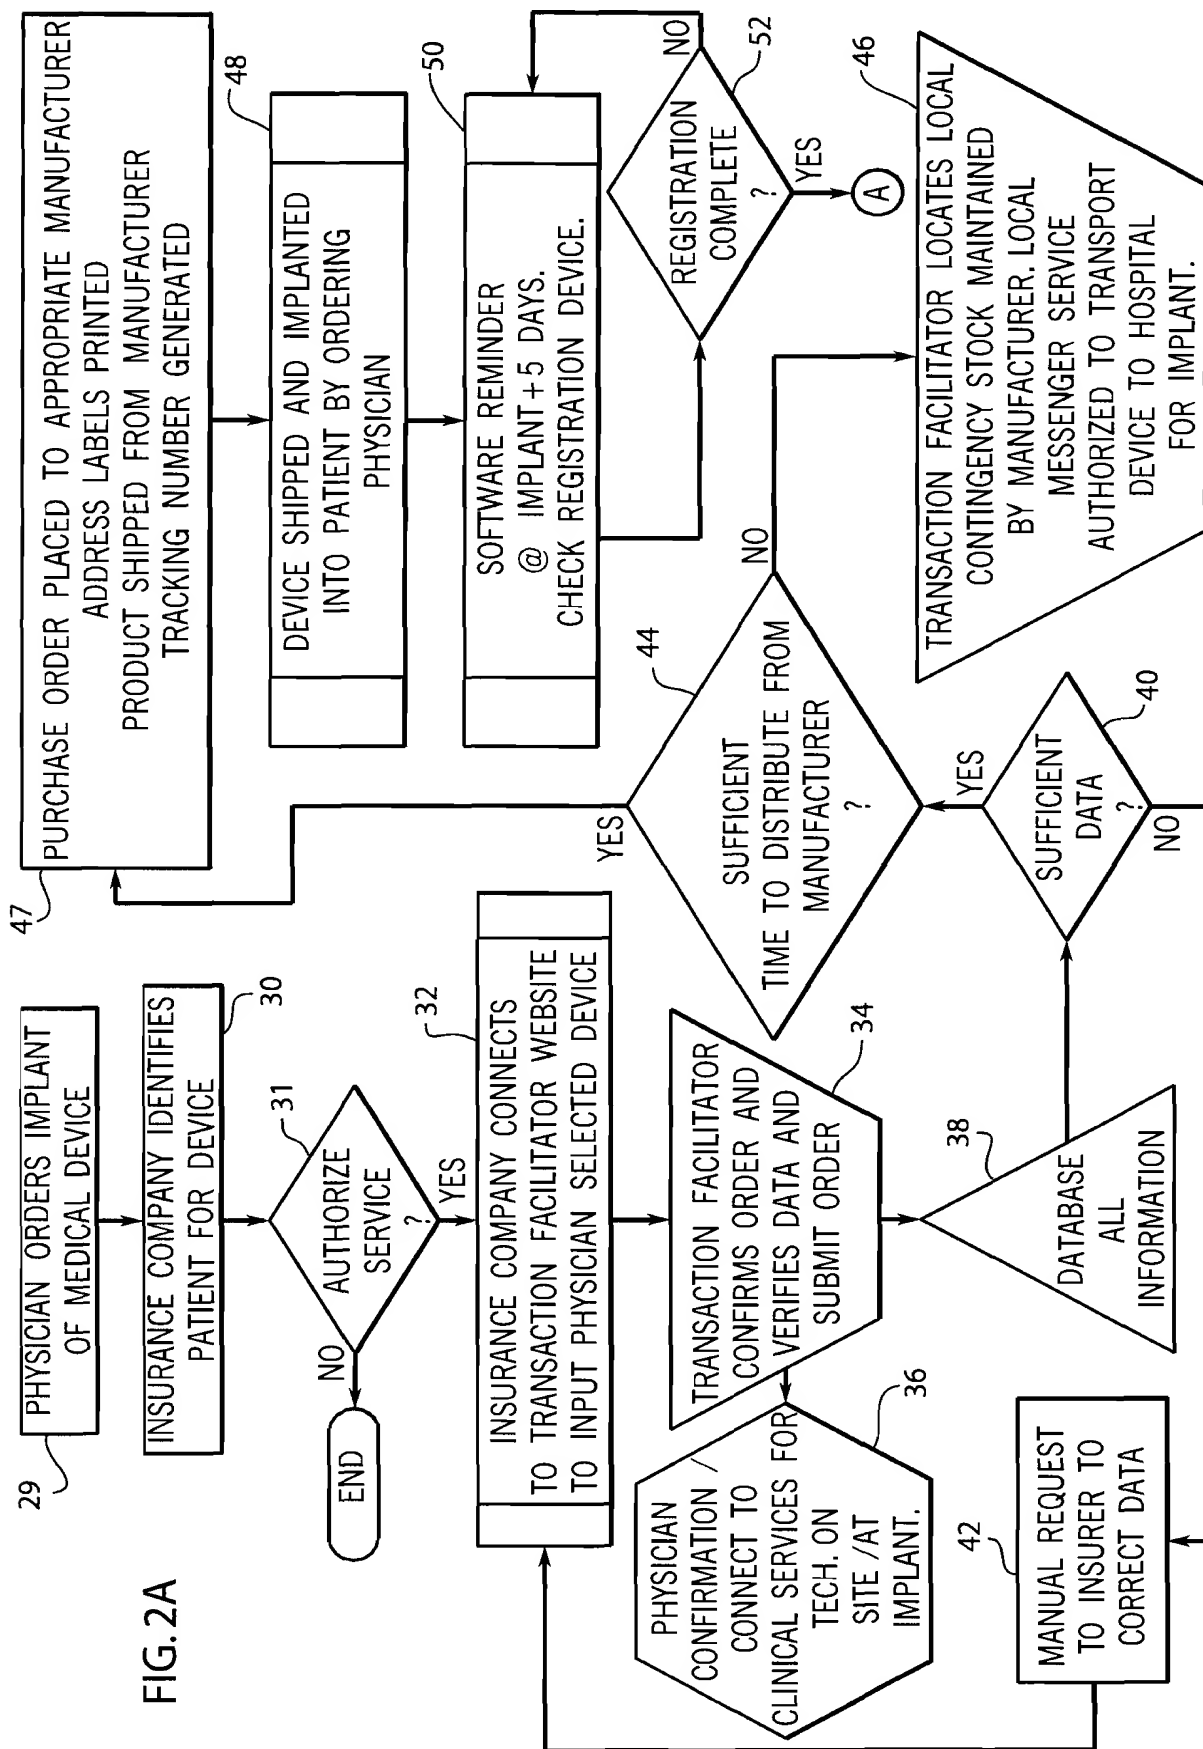 FIG. 2A
29
PHYSICIAN ORDERS IMPLANT
OF MEDICAL DEVICE
INSURANCE COMPANY IDENTIFIES
PATIENT FOR DEVICE
30
31
AUTHORIZE
SERVICE
?
NO
YES
END
32
INSURANCE COMPANY CONNECTS
TO TRANSACTION FACILITATOR WEBSITE
TO INPUT PHYSICIAN SELECTED DEVICE
34
TRANSACTION FACILITATOR
CONFIRMS ORDER AND
VERIFIES DATA AND
SUBMIT ORDER
36
PHYSICIAN
CONFIRMATION /
CONNECT TO
CLINICAL SERVICES FOR
TECH. ON
SITE /AT
IMPLANT.
38
DATABASE
ALL
INFORMATION
40
SUFFICIENT
DATA
?
YES
NO
42
MANUAL REQUEST
TO INSURER TO
CORRECT DATA
44
SUFFICIENT
TIME TO DISTRIBUTE FROM
MANUFACTURER
?
YES
NO
46
TRANSACTION FACILITATOR LOCATES LOCAL
CONTINGENCY STOCK MAINTAINED
BY MANUFACTURER. LOCAL
MESSENGER SERVICE
AUTHORIZED TO TRANSPORT
DEVICE TO HOSPITAL
FOR IMPLANT.
47
PURCHASE ORDER PLACED TO APPROPRIATE MANUFACTURER
ADDRESS LABELS PRINTED
PRODUCT SHIPPED FROM MANUFACTURER
TRACKING NUMBER GENERATED
48
DEVICE SHIPPED AND IMPLANTED
INTO PATIENT BY ORDERING
PHYSICIAN
50
SOFTWARE REMINDER
@ IMPLANT + 5 DAYS.
CHECK REGISTRATION DEVICE.
52
REGISTRATION
COMPLETE
?
NO
YES
A